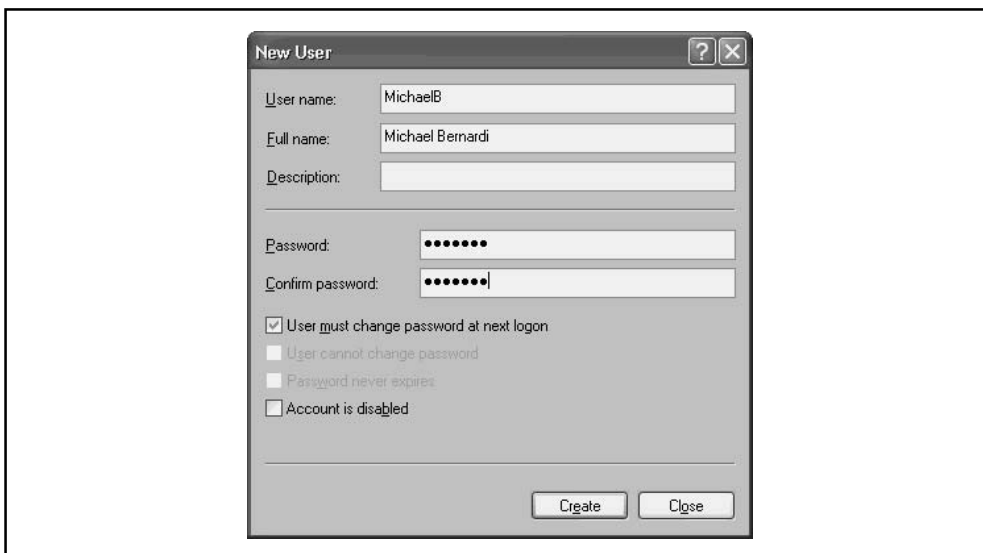 New User
User name: MichaelB
Full name: Michael Bernardi
Description:
Password: •••••••
Confirm password: •••••••
User must change password at next logon
User cannot change password
Password never expires
Account is disabled
Create Close